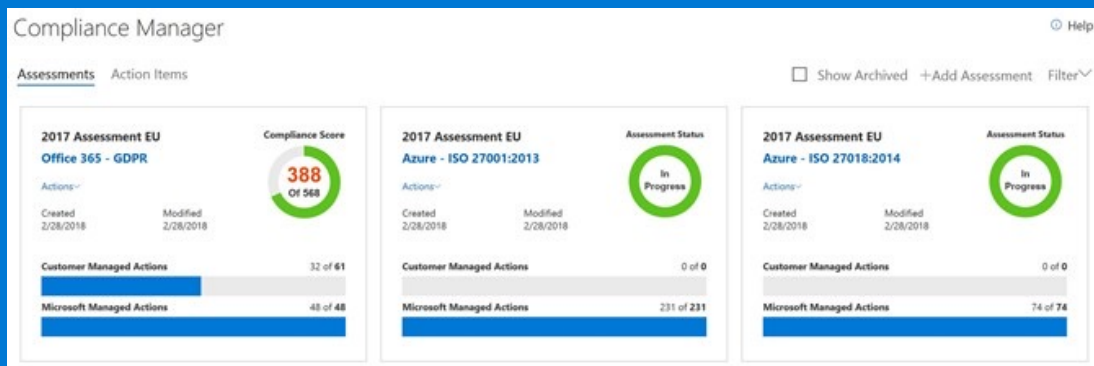 Compliance Manager
Help
Assessments Action Items
Show Archived +Add Assessment Filter
2017 Assessment EU
Compliance Score
Office 365 - GDPR
388
Of 568
Actions
Created Modified
2/28/2018 2/28/2018
Customer Managed Actions 32 of 61
Microsoft Managed Actions 48 of 48
2017 Assessment EU
Assessment Status
Azure - ISO 27001:2013
In
Progress
Actions
Created Modified
2/28/2018 2/28/2018
Customer Managed Actions 0 of 0
Microsoft Managed Actions 231 of 231
2017 Assessment EU
Assessment Status
Azure - ISO 27018:2014
In
Progress
Actions
Created Modified
2/28/2018 2/28/2018
Customer Managed Actions 0 of 0
Microsoft Managed Actions 74 of 74